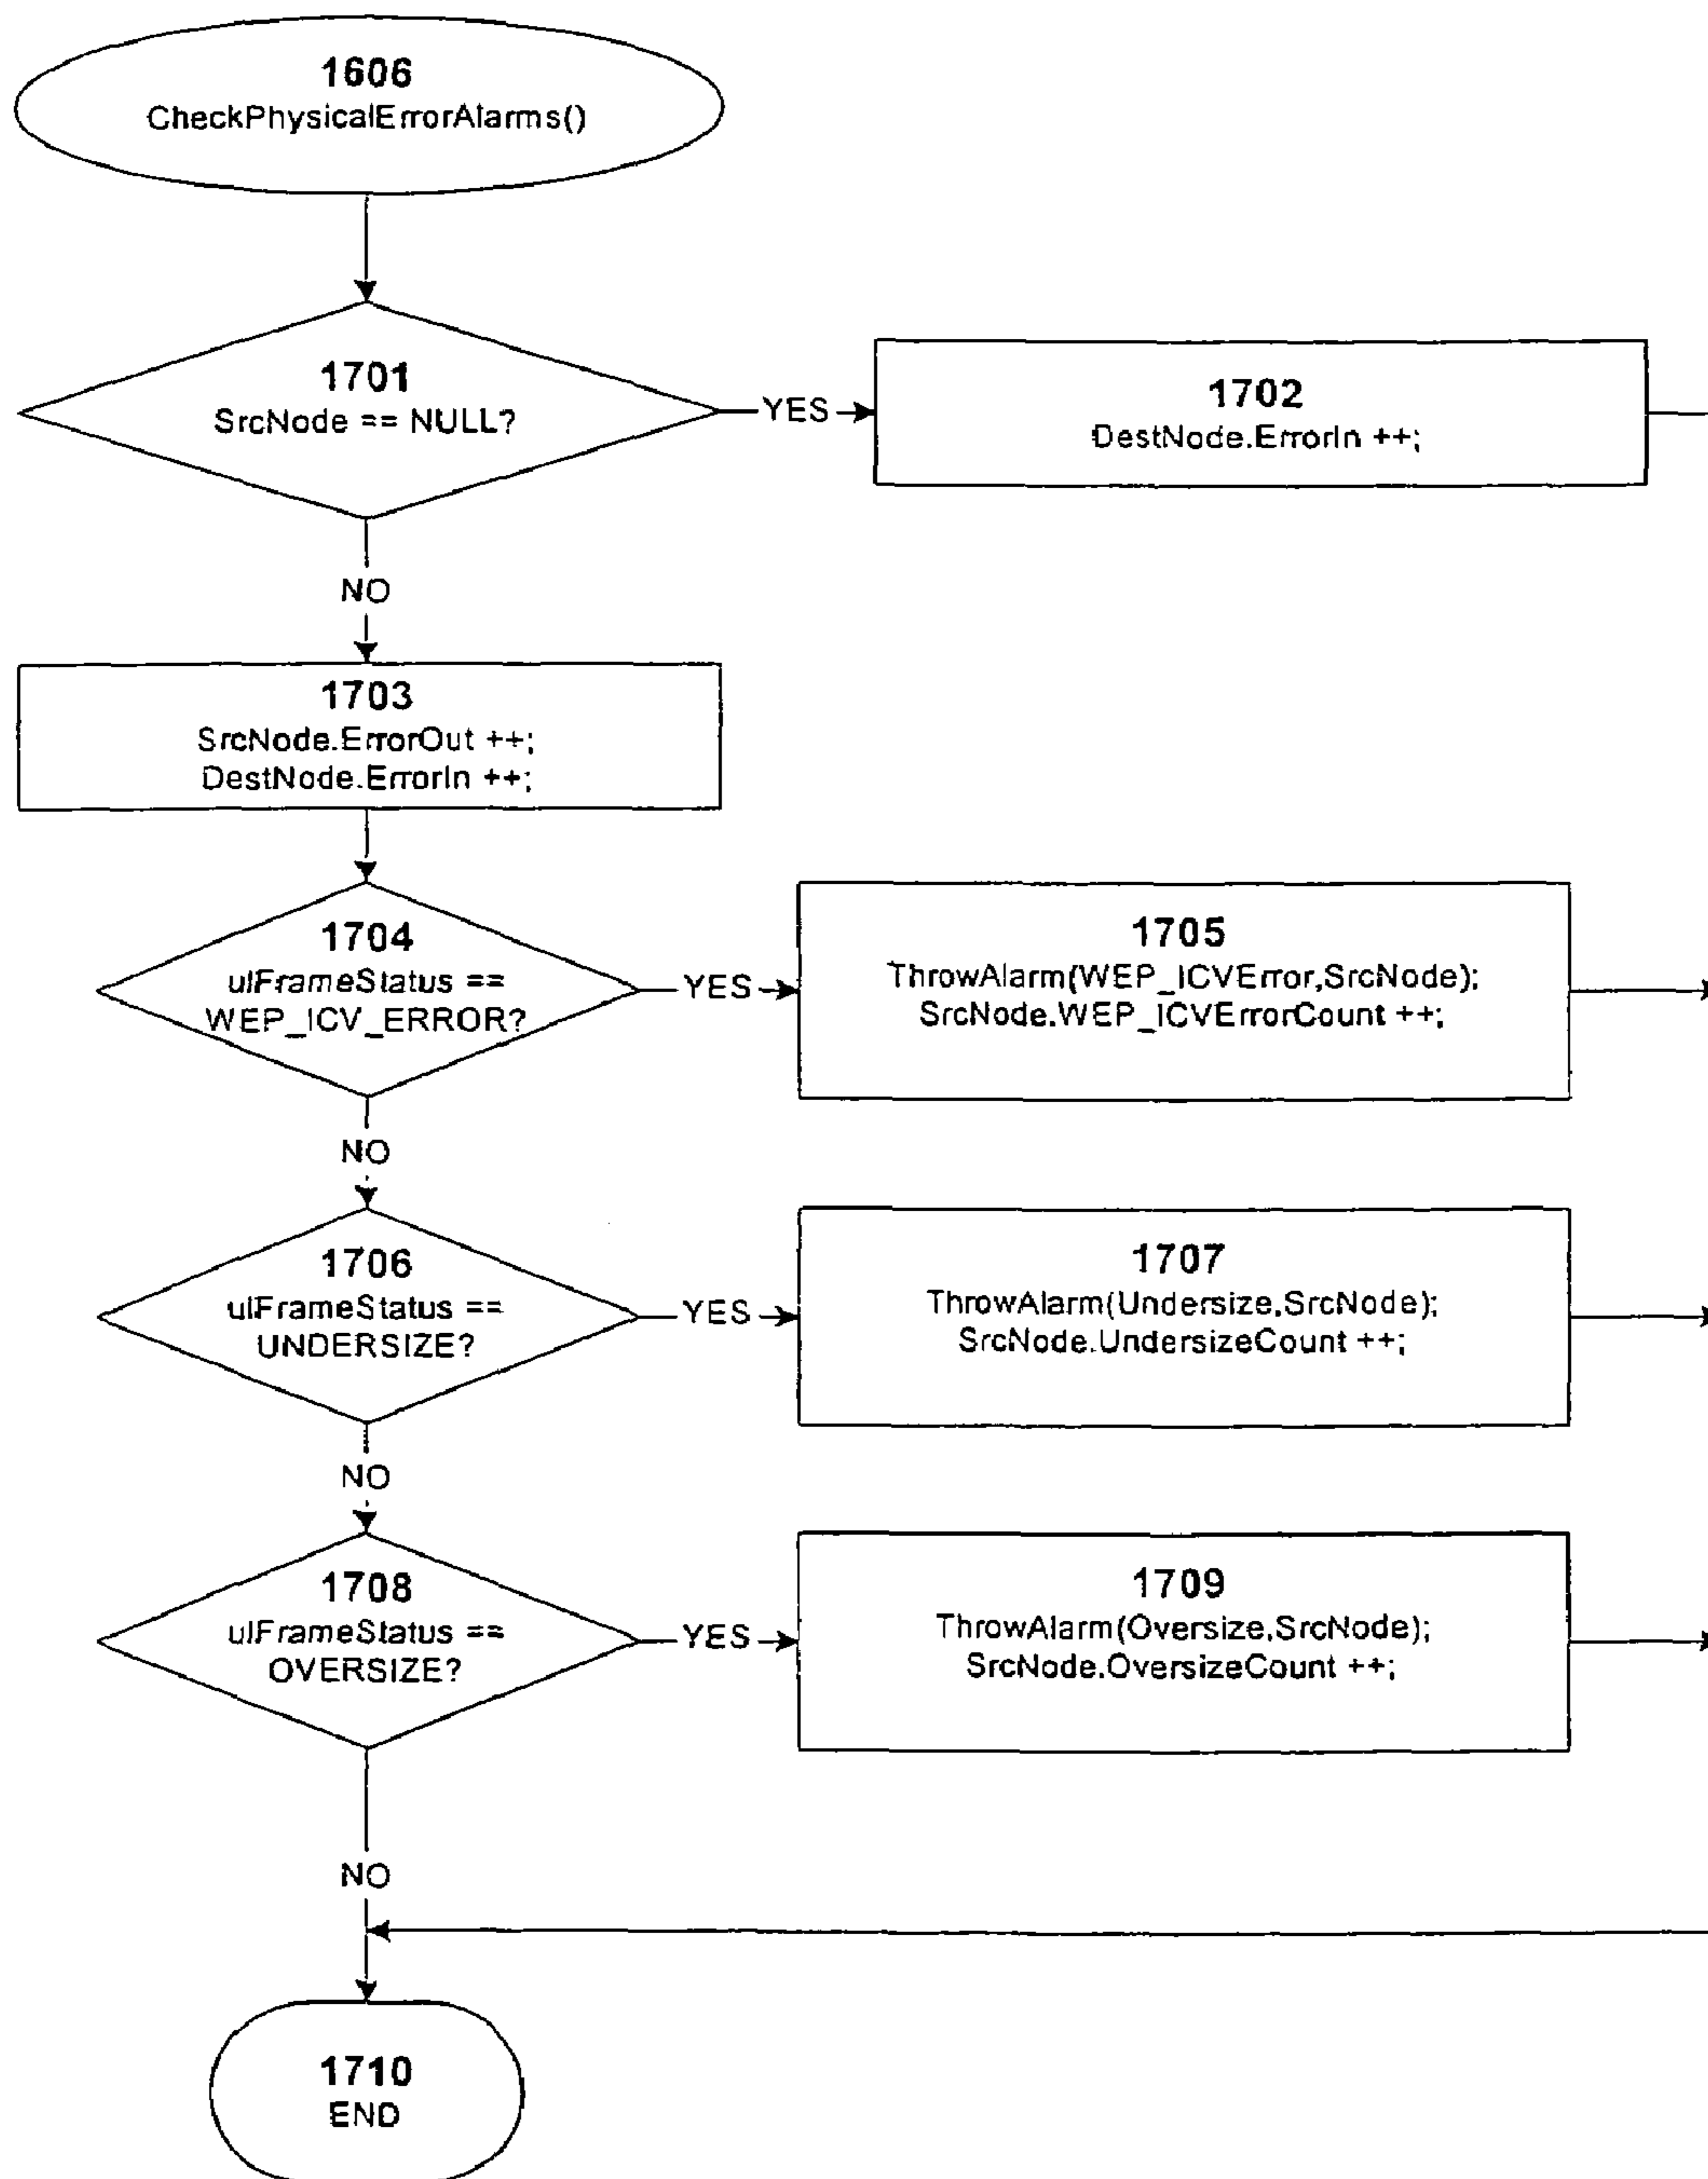 1606
CheckPhysicalErrorAlarms()
1701
SrcNode == NULL?
YES
1702
DestNode.ErrorIn ++;
NO
1703
SrcNode.ErrorOut ++;
DestNode.ErrorIn ++;
1704
ulFrameStatus ==
WEP_ICV_ERROR?
YES
1705
ThrowAlarm(WEP_ICVError,SrcNode);
SrcNode.WEP_ICVErrorCount ++;
NO
1706
ulFrameStatus ==
UNDERSIZE?
YES
1707
ThrowAlarm(Undersize,SrcNode);
SrcNode.UndersizeCount ++;
NO
1708
ulFrameStatus ==
OVERSIZE?
YES
1709
ThrowAlarm(Oversize,SrcNode);
SrcNode.OversizeCount ++;
NO
1710
END